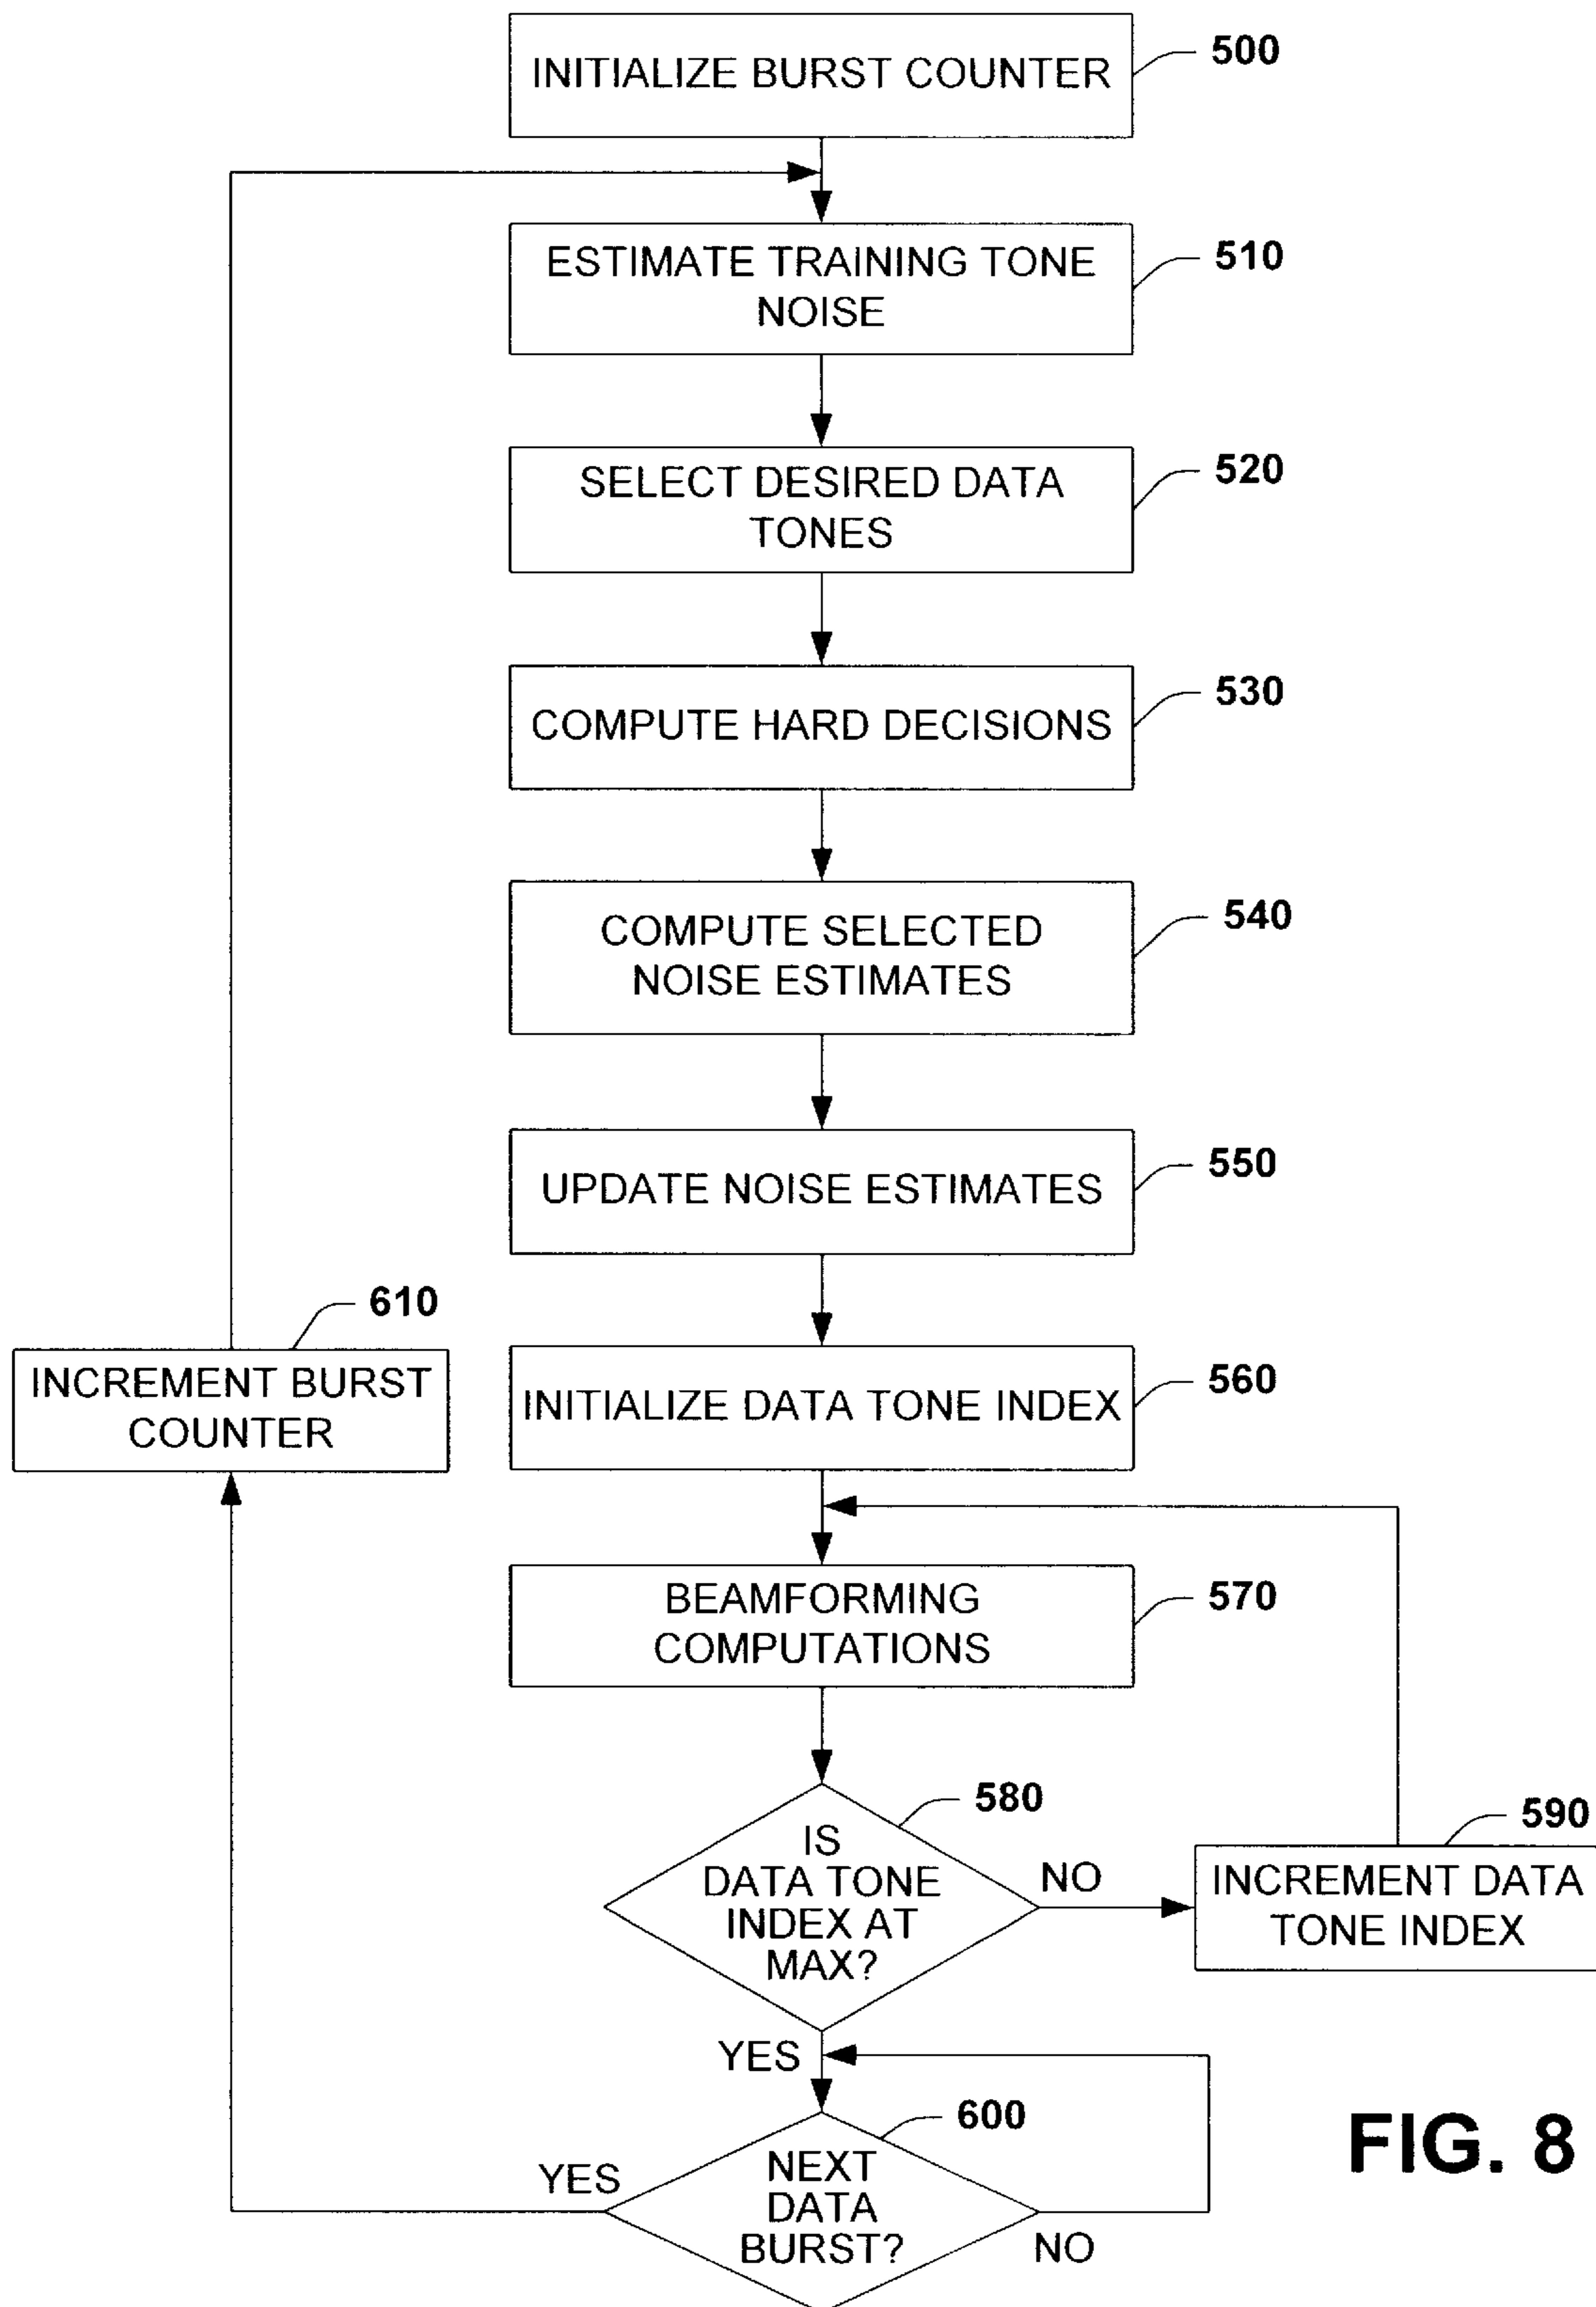 INITIALIZE BURST COUNTER
500
ESTIMATE TRAINING TONE
NOISE
510
SELECT DESIRED DATA
TONES
520
COMPUTE HARD DECISIONS
530
COMPUTE SELECTED
NOISE ESTIMATES
540
UPDATE NOISE ESTIMATES
550
INITIALIZE DATA TONE INDEX
560
BEAMFORMING
COMPUTATIONS
570
IS
DATA TONE
INDEX AT
MAX?
580
NO
INCREMENT DATA
TONE INDEX
590
YES
NEXT
DATA
BURST?
600
NO
YES
INCREMENT BURST
COUNTER
610
FIG. 8